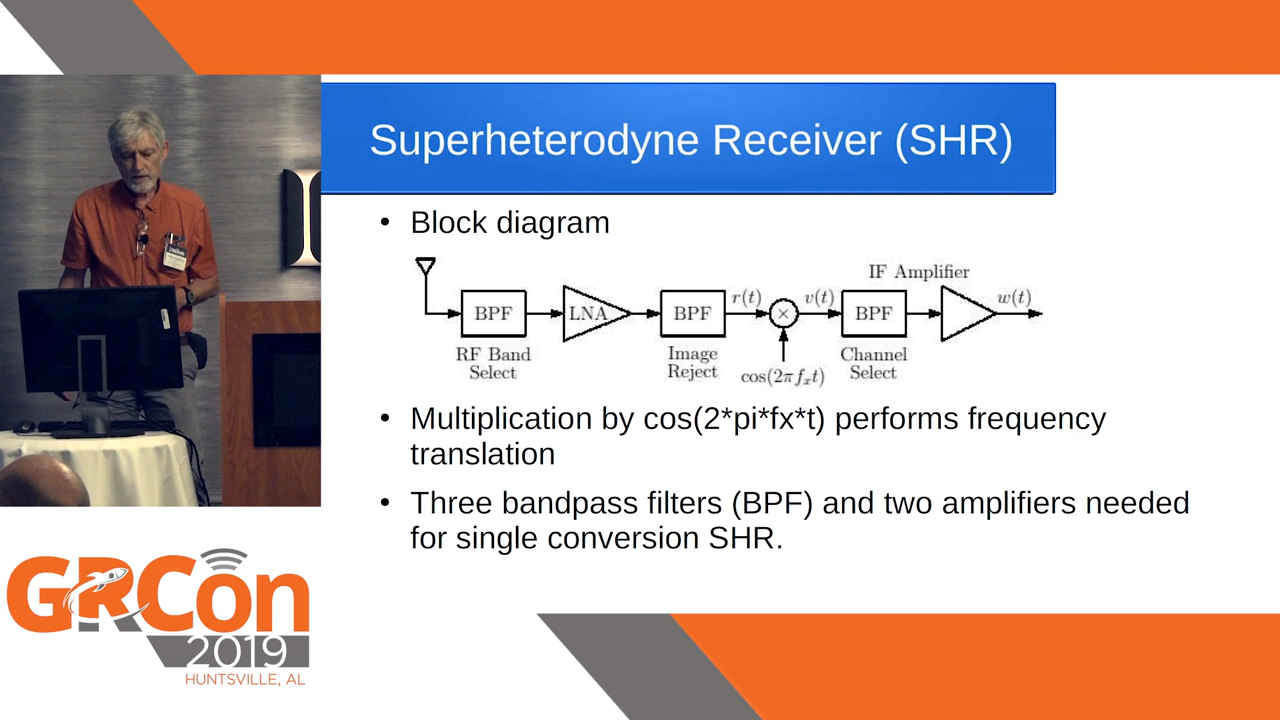 Superheterodyne Receiver (SHR)
• Block diagram
IF Amplifier
r(t)
v(t)
w(t)
BPF
LNA
BPF
×
BPF
RF Band
Select
Image
Reject
cos(2πfₓt)
Channel
Select
• Multiplication by cos(2*pi*fx*t) performs frequency
translation
• Three bandpass filters (BPF) and two amplifiers needed
for single conversion SHR.
GRCon
2019
HUNTSVILLE, AL